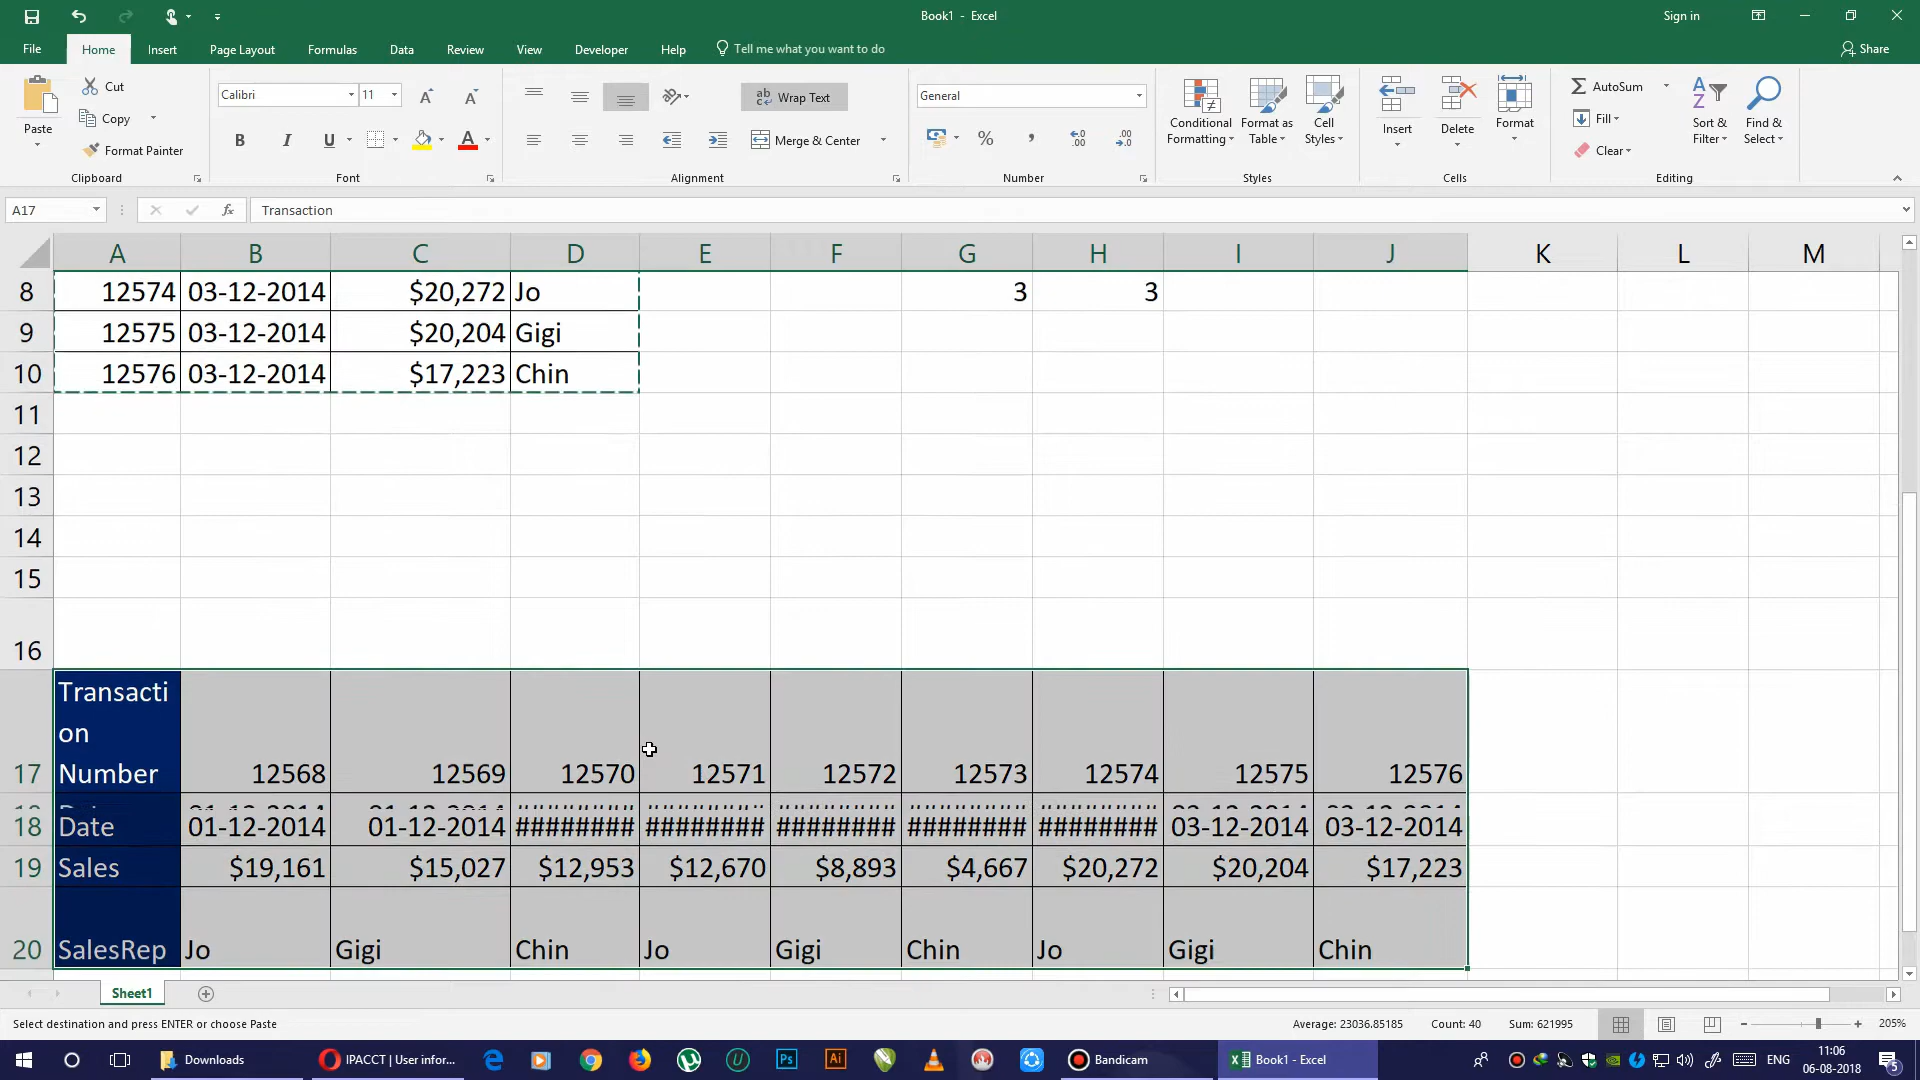 Book1 - Excel
Sign in
File Home Insert Page Layout Formulas Data Review View Developer Help Tell me what you want to do Share
Paste
Cut
Copy
Format Painter
Clipboard
Calibri 11
A A
B I U A
Font
ab Wrap Text
Merge & Center
Alignment
General
% , .00 .00
Number
Conditional Formatting
Format as Table
Cell Styles
Styles
Insert Delete Format
Cells
AutoSum
Fill
Clear
Sort & Filter
Find & Select
Editing
A17 fx Transaction
A B C D E F G H I J K L M
8 12574 03-12-2014 $20,272 Jo 3 3
9 12575 03-12-2014 $20,204 Gigi
10 12576 03-12-2014 $17,223 Chin
11
12
13
14
15
16
Transacti
on
17 Number 12568 12569 12570 12571 12572 12573 12574 12575 12576
18 Date 01-12-2014 01-12-2014 ######## ######## ######## ######## ######## 03-12-2014 03-12-2014
19 Sales $19,161 $15,027 $12,953 $12,670 $8,893 $4,667 $20,272 $20,204 $17,223
20 SalesRep Jo Gigi Chin Jo Gigi Chin Jo Gigi Chin
Sheet1
Select destination and press ENTER or choose Paste Average: 23036.85185 Count: 40 Sum: 621995 205%
Downloads IPACCT | User infor... Ps Ai Bandicam Book1 - Excel ENG 11:06
06-08-2018 5